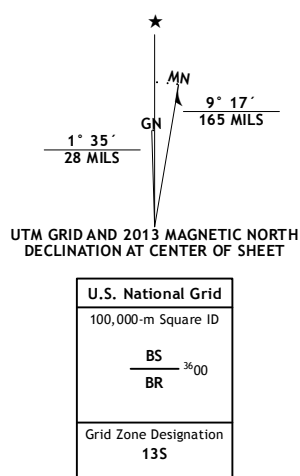 ★
MN
GN
9° 17´
165 MILS
1° 35´
28 MILS
UTM GRID AND 2013 MAGNETIC NORTH
DECLINATION AT CENTER OF SHEET
U.S. National Grid
100,000-m Square ID
BS
3600
BR
Grid Zone Designation
13S